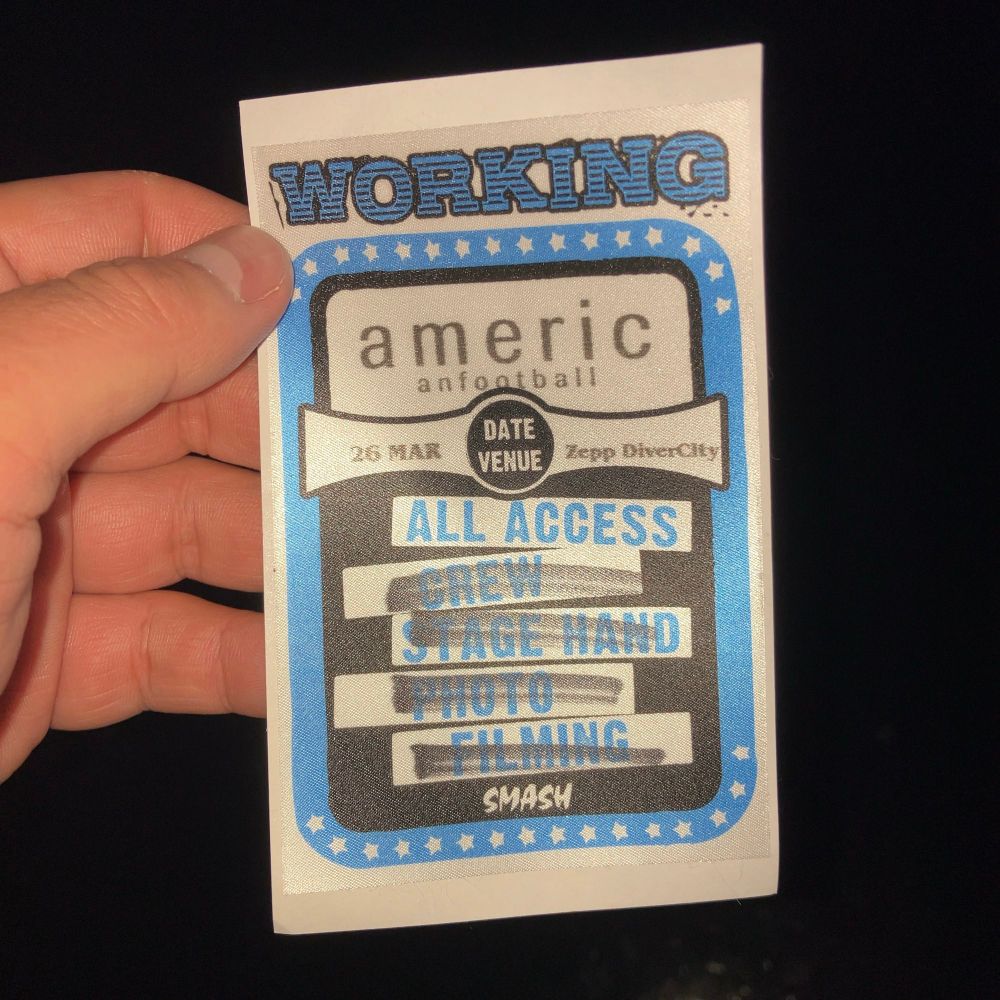 WORKING
americ
anfootball
26 MAR DATE VENUE Zepp DiverCity
ALL ACCESS
CREW
STAGE HAND
PHOTO
FILMING
SMASH